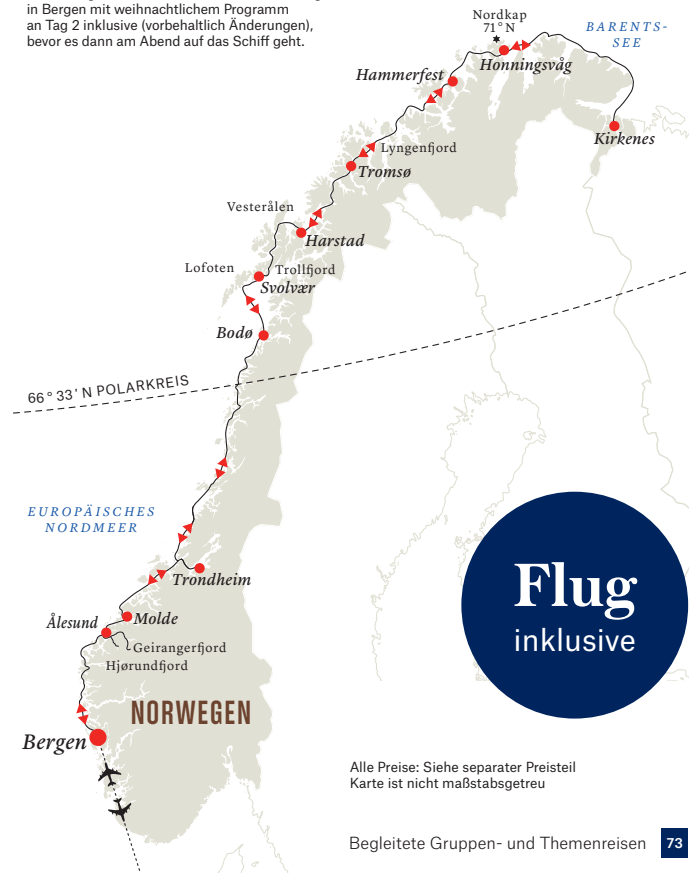 in Bergen mit weihnachtlichem Programm
an Tag 2 inklusive (vorbehaltlich Änderungen),
bevor es dann am Abend auf das Schiff geht.
Nordkap
71° N
BARENTS-
SEE
Honningsvåg
Hammerfest
Kirkenes
Lyngenfjord
Tromsø
Vesterålen
Harstad
Lofoten
Trollfjord
Svolvær
Bodø
66° 33' N POLARKREIS
EUROPÄISCHES
NORDMEER
Flug
inklusive
Trondheim
Molde
Ålesund
Geirangerfjord
Hjørundfjord
NORWEGEN
Bergen
Alle Preise: Siehe separater Preisteil
Karte ist nicht maßstabsgetreu
Begleitete Gruppen- und Themenreisen 73